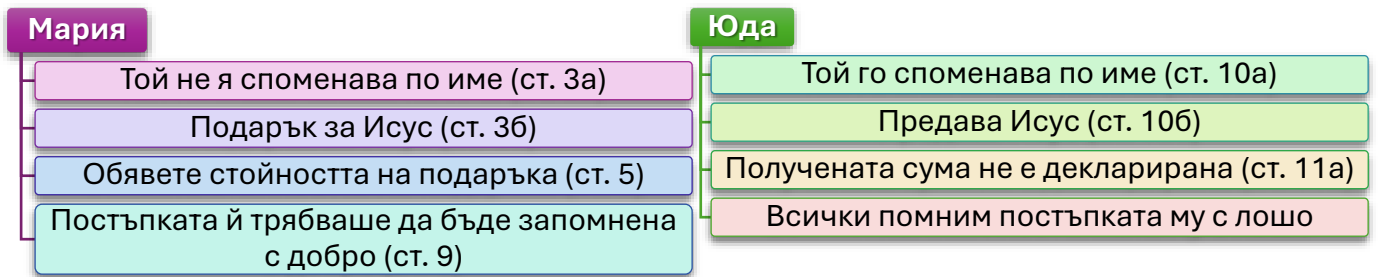 Мария
Той не я споменава по име (ст. 3а)
Подарък за Исус (ст. 3б)
Обявете стойността на подаръка (ст. 5)
Постъпката й трябваше да бъде запомнена
с добро (ст. 9)
Юда
Той го споменава по име (ст. 10а)
Предава Исус (ст. 10б)
Получената сума не е декларирана (ст. 11а)
Всички помним постъпката му с лошо